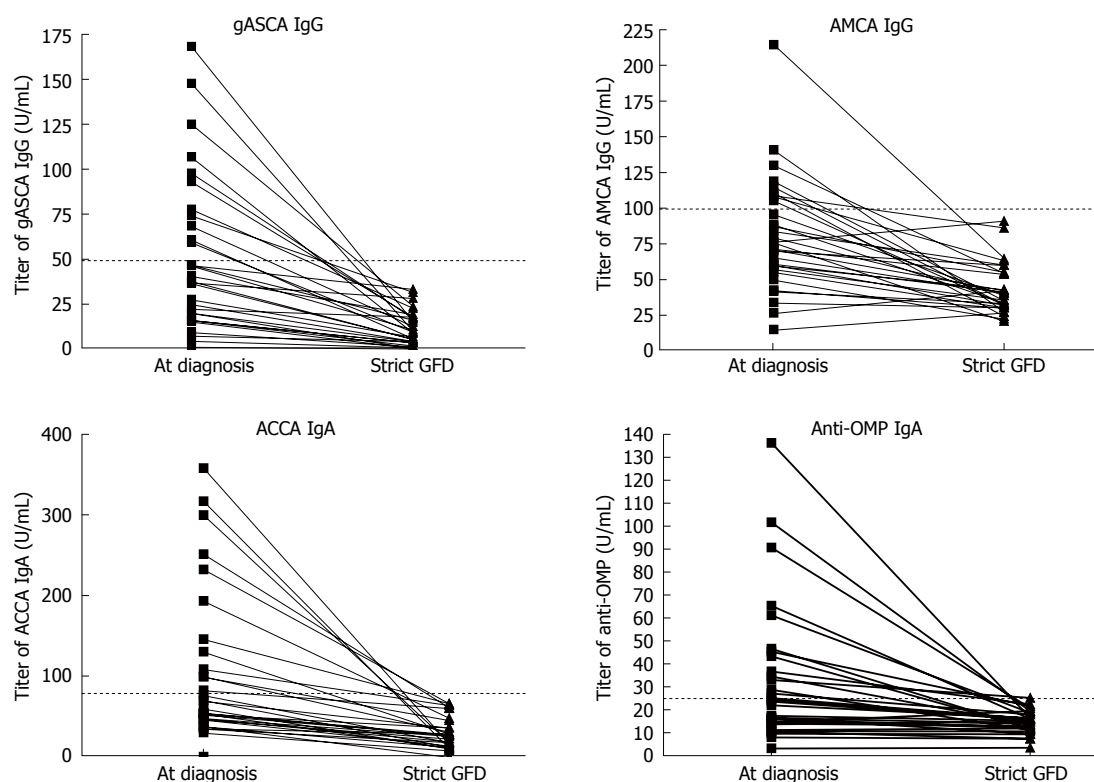 gASCA IgG
Titer of gASCA IgG (U/mL)
175
150
125
100
75
50
25
0
At diagnosis
Strict GFD
AMCA IgG
Titer of AMCA IgG (U/mL)
225
200
175
150
125
100
75
50
25
0
At diagnosis
Strict GFD
ACCA IgA
Titer of ACCA IgA (U/mL)
400
300
200
100
0
At diagnosis
Strict GFD
Anti-OMP IgA
Titer of anti-OMP (U/mL)
140
130
120
110
100
90
80
70
60
50
40
30
20
10
0
At diagnosis
Strict GFD